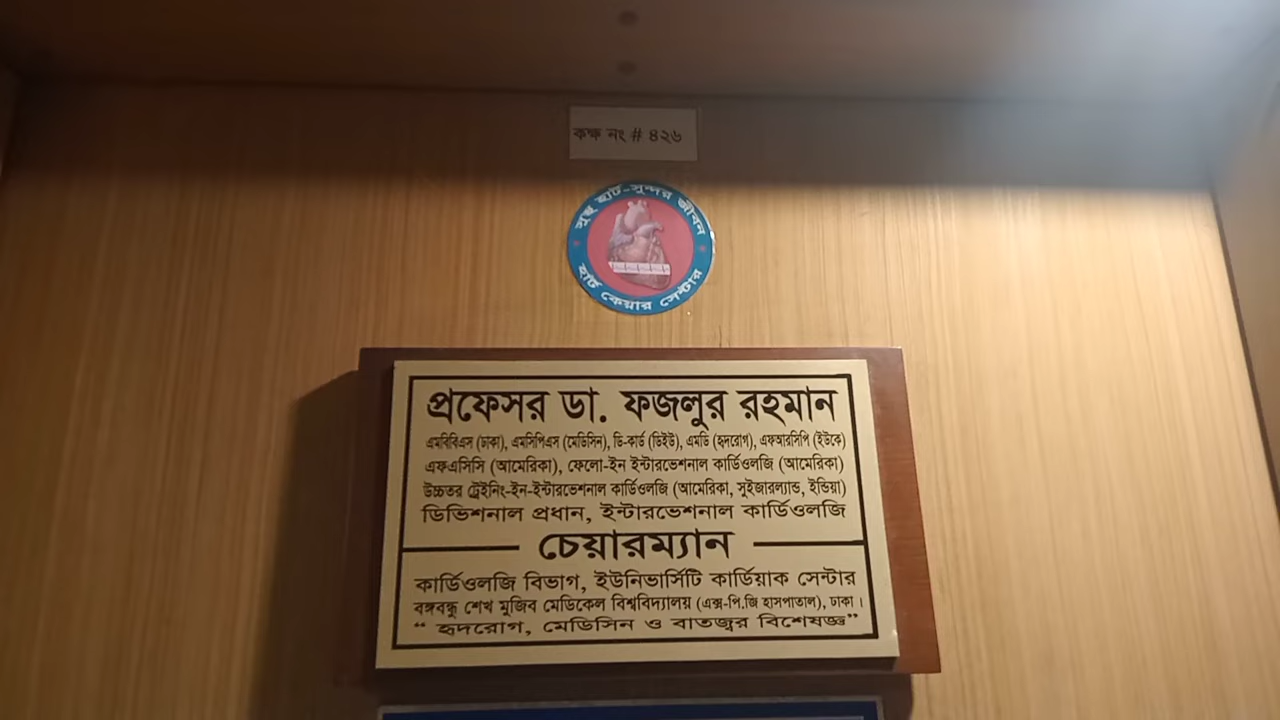 কক্ষ নং # ৪২৬
সুস্থ হার্ট-সুন্দর জীবন
হার্ট কেয়ার সেন্টার
প্রফেসর ডা. ফজলুর রহমান
এমবিবিএস (ঢাকা), এমসিপিএস (মেডিসিন), ডি-কার্ড (ডিইউ), এমডি (হৃদরোগ), এফআরসিপি (ইউকে)
এফএসিসি (আমেরিকা), ফেলো-ইন ইন্টারভেশনাল কার্ডিওলজি (আমেরিকা)
উচ্চতর ট্রেইনিং-ইন-ইন্টারভেশনাল কার্ডিওলজি (আমেরিকা, সুইজারল্যান্ড, ইন্ডিয়া)
ডিভিশনাল প্রধান, ইন্টারভেশনাল কার্ডিওলজি
চেয়ারম্যান
কার্ডিওলজি বিভাগ, ইউনিভার্সিটি কার্ডিয়াক সেন্টার
বঙ্গবন্ধু শেখ মুজিব মেডিকেল বিশ্ববিদ্যালয় (এক্স-পি.জি হাসপাতাল), ঢাকা।
“ হৃদরোগ, মেডিসিন ও বাতজ্বর বিশেষজ্ঞ”